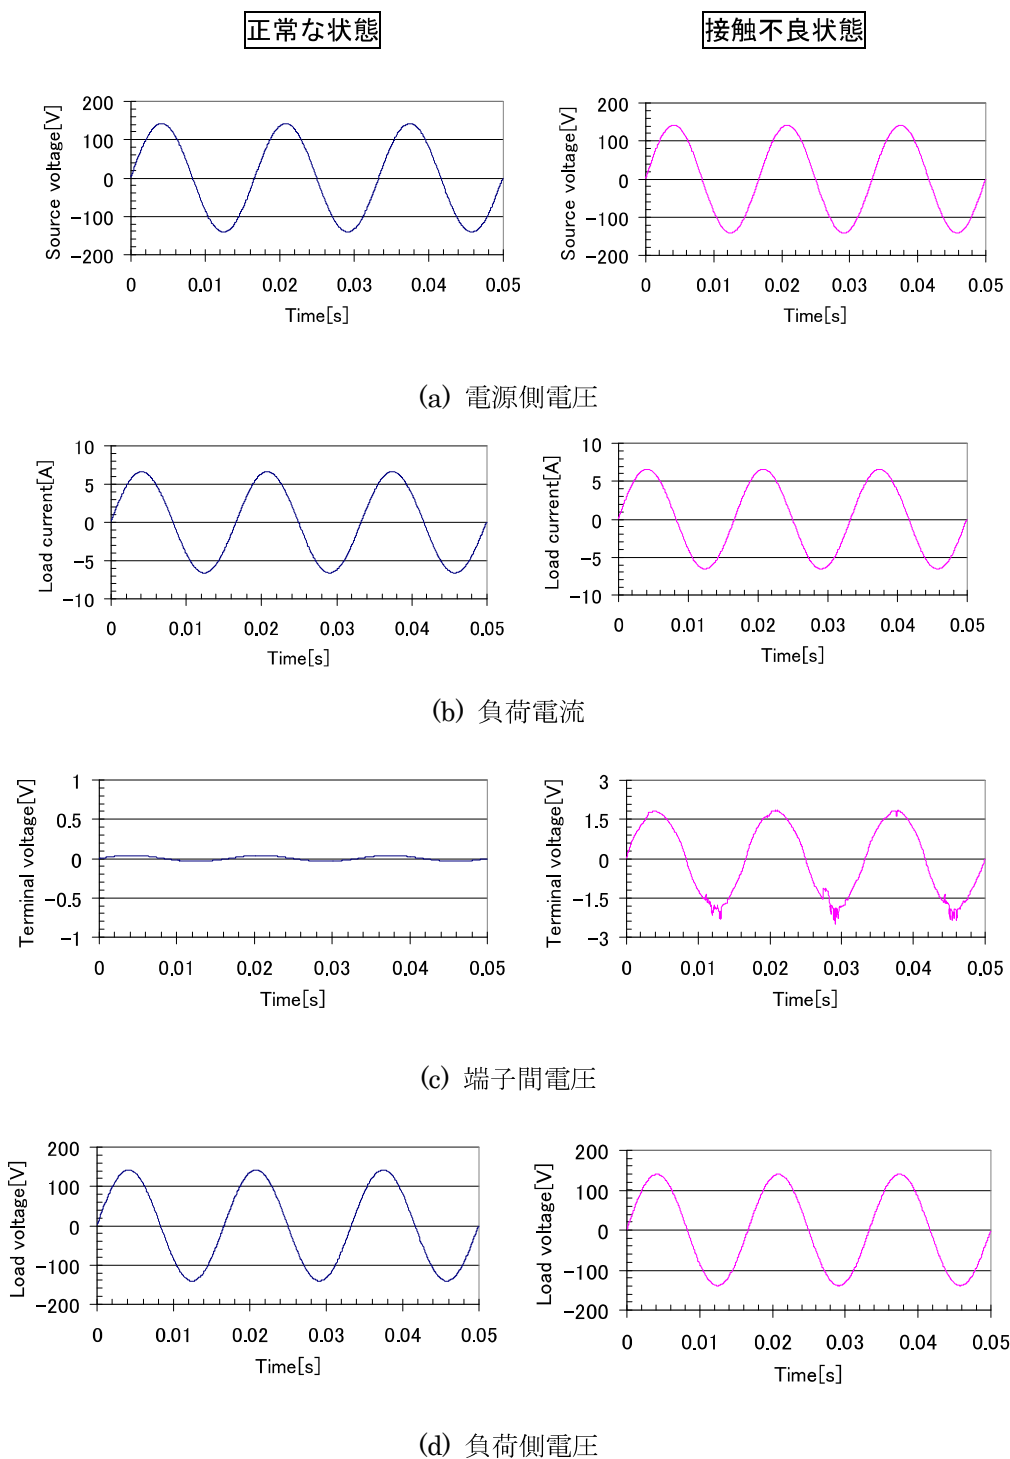 正常な状態
接触不良状態
Source voltage[V]
200
100
0
−100
−200
0 0.01 0.02 0.03 0.04 0.05
Time[s]
Source voltage[V]
200
100
0
−100
−200
0 0.01 0.02 0.03 0.04 0.05
Time[s]
(a) 電源側電圧
Load current[A]
10
5
0
−5
−10
0 0.01 0.02 0.03 0.04 0.05
Time[s]
Load current[A]
10
5
0
−5
−10
0 0.01 0.02 0.03 0.04 0.05
Time[s]
(b) 負荷電流
Terminal voltage[V]
1
0.5
0
−0.5
−1
0 0.01 0.02 0.03 0.04 0.05
Time[s]
Terminal voltage[V]
3
1.5
0
−1.5
−3
0 0.01 0.02 0.03 0.04 0.05
Time[s]
(c) 端子間電圧
Load voltage[V]
200
100
0
−100
−200
0 0.01 0.02 0.03 0.04 0.05
Time[s]
Load voltage[V]
200
100
0
−100
−200
0 0.01 0.02 0.03 0.04 0.05
Time[s]
(d) 負荷側電圧